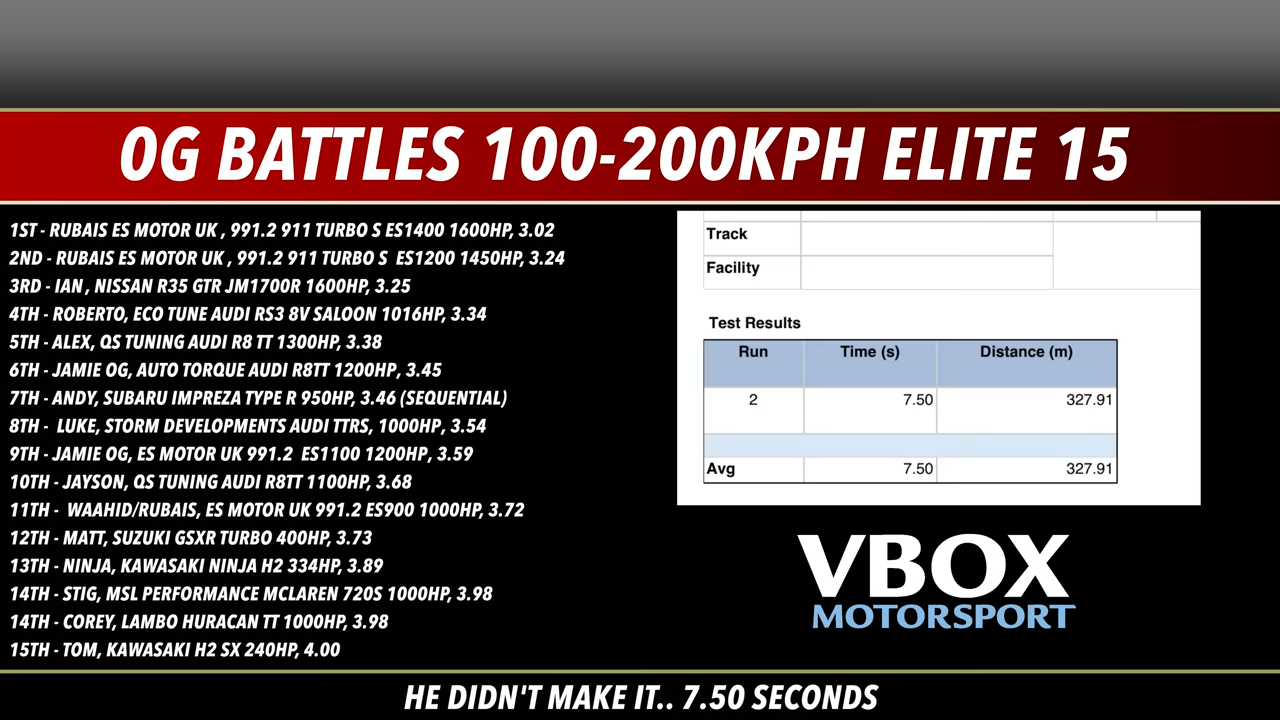 0G BATTLES 100-200KPH ELITE 15
1ST - RUBAIS ES MOTOR UK , 991.2 911 TURBO S ES1400 1600HP, 3.02
2ND - RUBAIS ES MOTOR UK , 991.2 911 TURBO S  ES1200 1450HP, 3.24
3RD - IAN , NISSAN R35 GTR JM1700R 1600HP, 3.25
4TH - ROBERTO, ECO TUNE AUDI RS3 8V SALOON 1016HP, 3.34
5TH - ALEX, QS TUNING AUDI R8 TT 1300HP, 3.38
6TH - JAMIE OG, AUTO TORQUE AUDI R8TT 1200HP, 3.45
7TH - ANDY, SUBARU IMPREZA TYPE R 950HP, 3.46 (SEQUENTIAL)
8TH -  LUKE, STORM DEVELOPMENTS AUDI TTRS, 1000HP, 3.54
9TH - JAMIE OG, ES MOTOR UK 991.2  ES1100 1200HP, 3.59
10TH - JAYSON, QS TUNING AUDI R8TT 1100HP, 3.68
11TH -  WAAHID/RUBAIS, ES MOTOR UK 991.2 ES900 1000HP, 3.72
12TH - MATT, SUZUKI GSXR TURBO 400HP, 3.73
13TH - NINJA, KAWASAKI NINJA H2 334HP, 3.89
14TH - STIG, MSL PERFORMANCE MCLAREN 720S 1000HP, 3.98
14TH - COREY, LAMBO HURACAN TT 1000HP, 3.98
15TH - TOM, KAWASAKI H2 SX 240HP, 4.00
Track
Facility
Test Results
Run Time (s) Distance (m)
2 7.50 327.91
Avg 7.50 327.91
VBOX
MOTORSPORT
HE DIDN'T MAKE IT.. 7.50 SECONDS